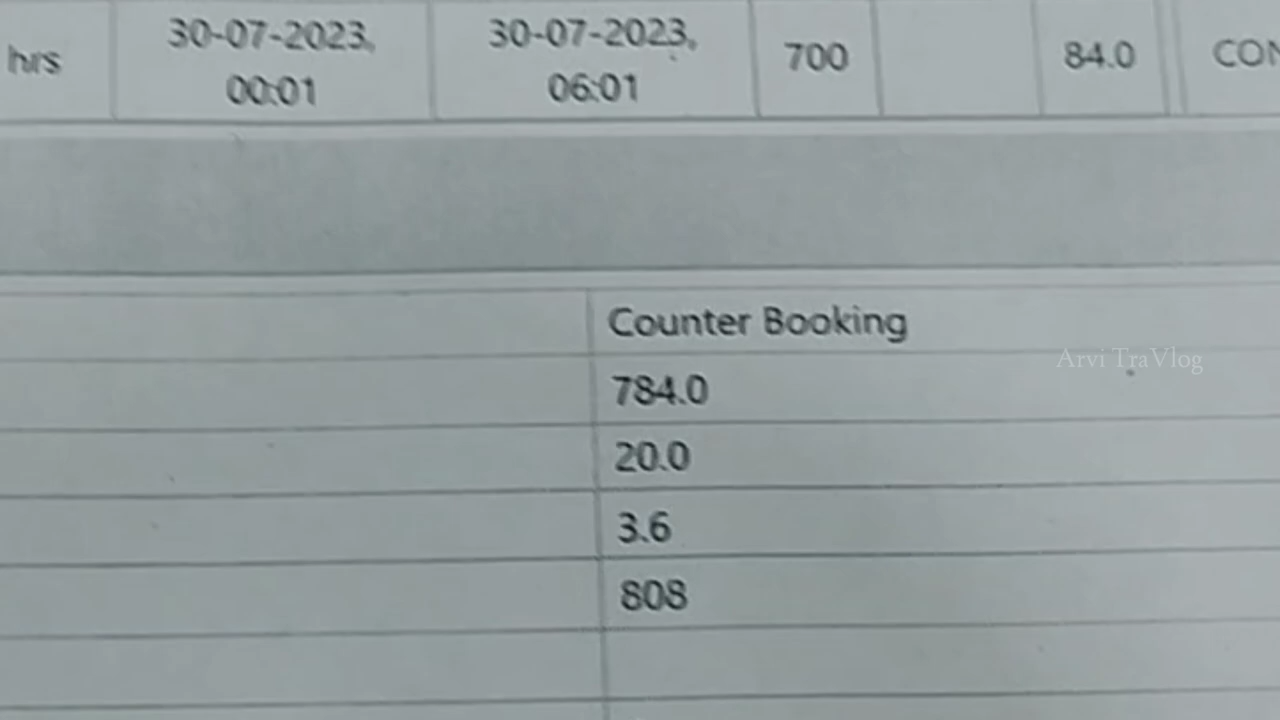 hrs 30-07-2023, 00:01 30-07-2023, 06:01 700 84.0 CON
Counter Booking
Arvi TraVlog
784.0
20.0
3.6
808